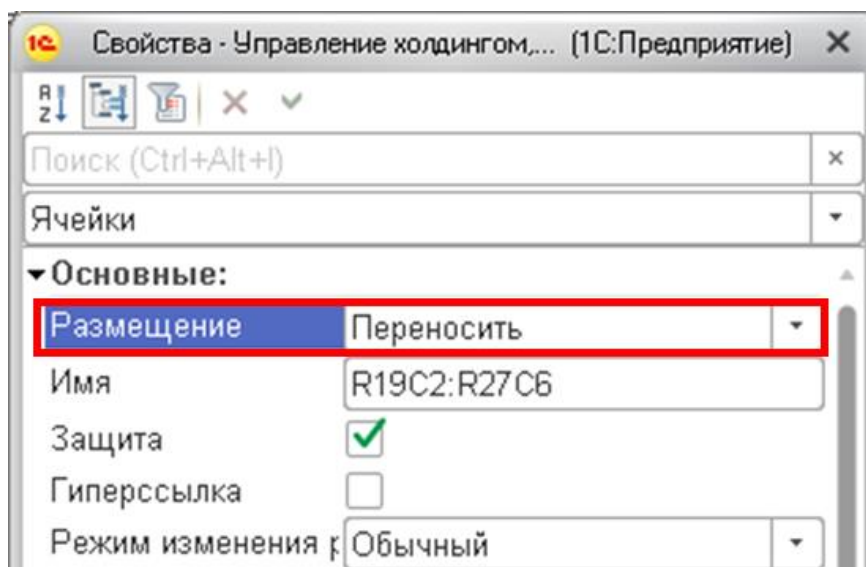 1С Свойства - Управление холдингом,... (1С:Предприятие)
Поиск (Ctrl+Alt+I)
Ячейки
Основные:
Размещение Переносить
Имя R19C2:R27C6
Защита
Гиперссылка
Режим изменения р Обычный